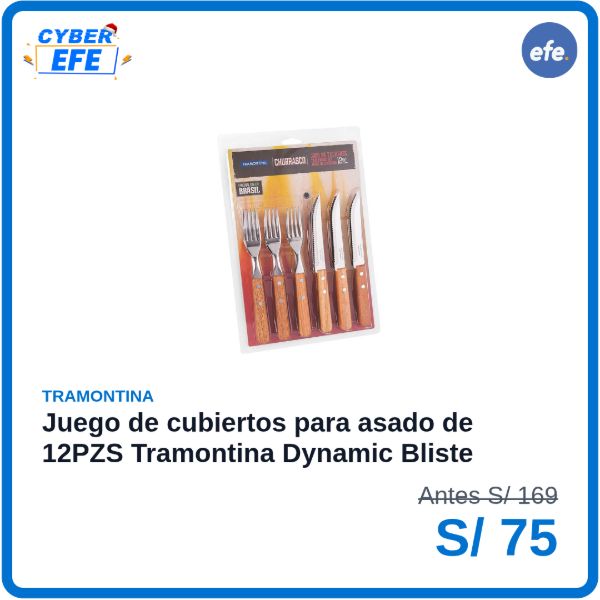 CYBER
EFE
efe.
TRAMONTINA
CHURRASCO
BRASIL
TRAMONTINA
Juego de cubiertos para asado de
12PZS Tramontina Dynamic Bliste
Antes S/ 169
S/ 75